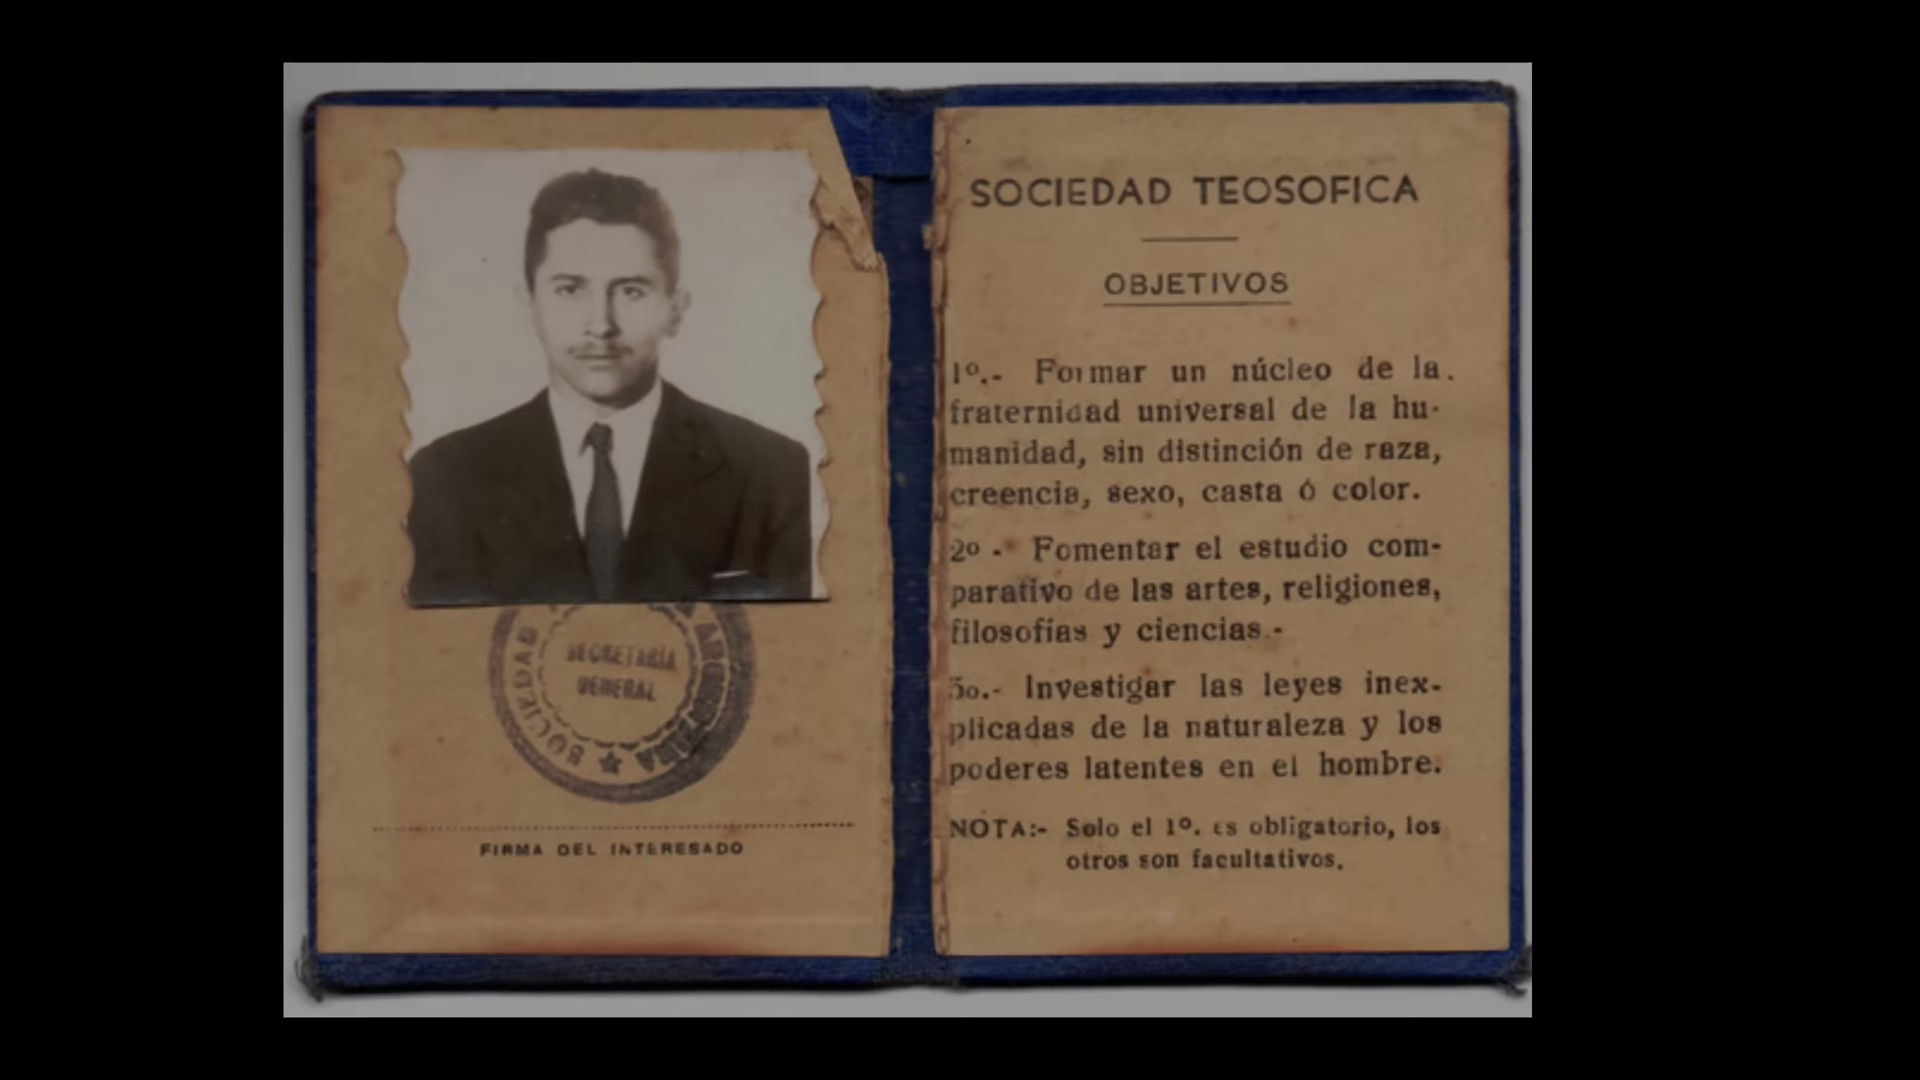 SOCIEDAD
ARGENTINA
SECRETARIA
GENERAL
FIRMA DEL INTERESADO
SOCIEDAD TEOSOFICA
OBJETIVOS
1º.- Formar un núcleo de la.
fraternidad universal de la hu-
manidad, sin distinción de raza,
creencia, sexo, casta ó color.
2º - Fomentar el estudio com-
parativo de las artes, religiones,
filosofías y ciencias.-
3o.- Investigar las leyes inex-
plicadas de la naturaleza y los
poderes latentes en el hombre.
NOTA:- Solo el 1º. es obligatorio, los
otros son facultativos.